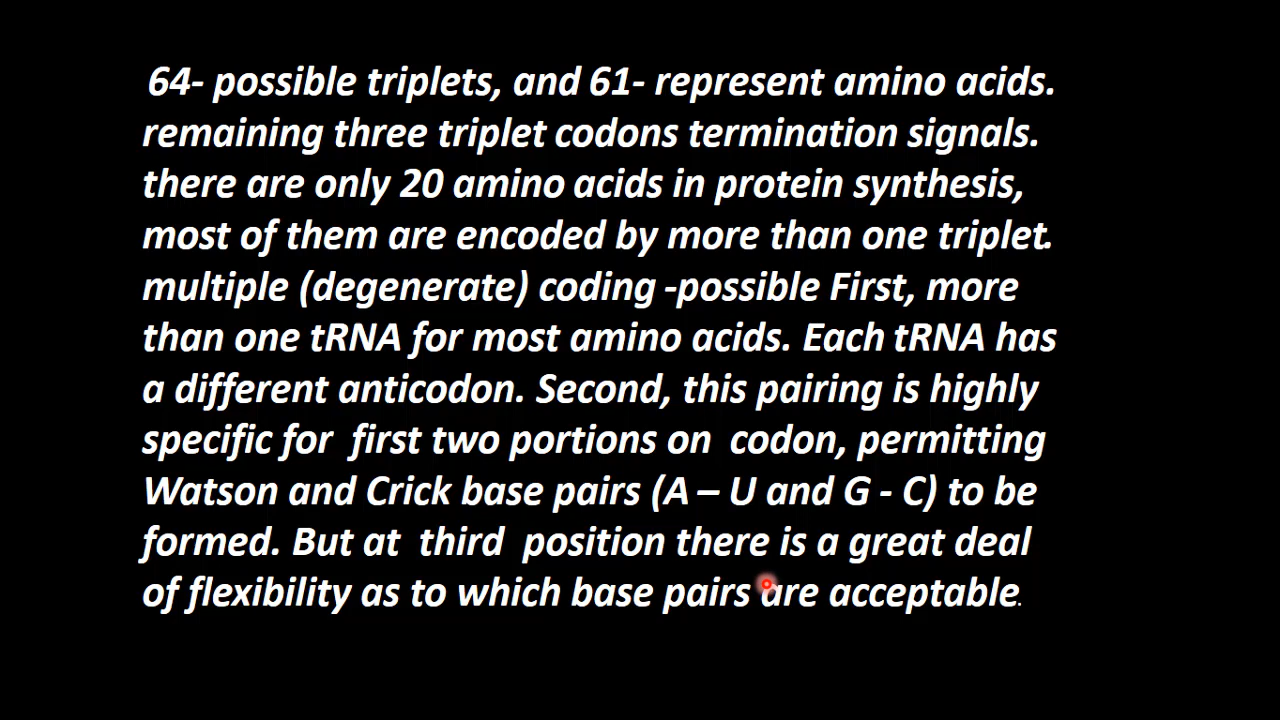 64- possible triplets, and 61- represent amino acids.
remaining three triplet codons termination signals.
there are only 20 amino acids in protein synthesis,
most of them are encoded by more than one triplet.
multiple (degenerate) coding -possible First, more
than one tRNA for most amino acids. Each tRNA has
a different anticodon. Second, this pairing is highly
specific for first two portions on codon, permitting
Watson and Crick base pairs (A – U and G - C) to be
formed. But at third position there is a great deal
of flexibility as to which base pairs are acceptable.